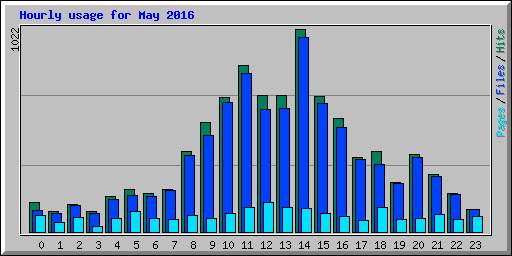 Hourly usage for May 2016
1022
Pages/Files/Hits
0 1 2 3 4 5 6 7 8 9 10 11 12 13 14 15 16 17 18 19 20 21 22 23